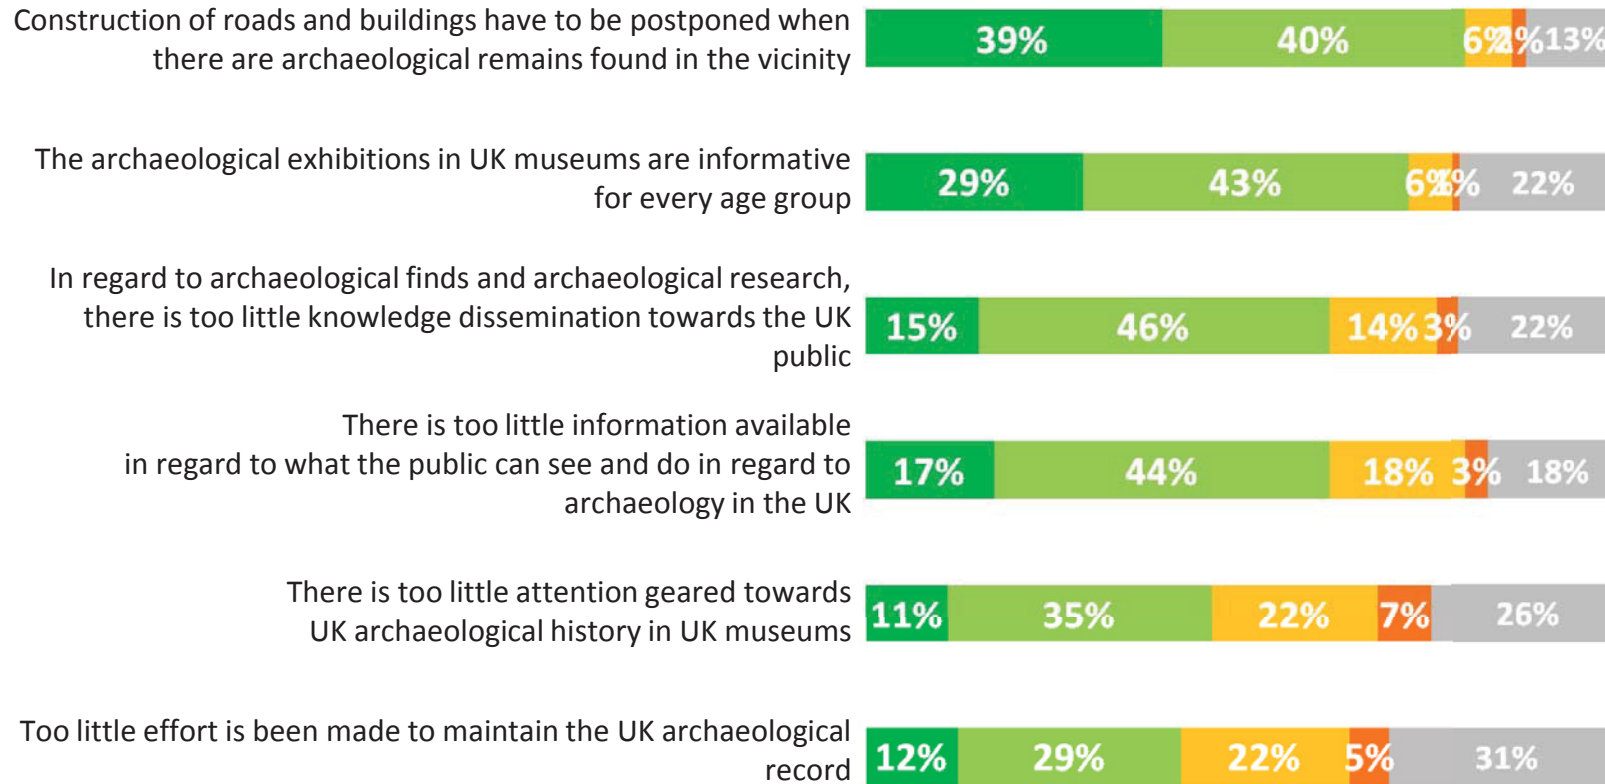 Construction of roads and buildings have to be postponed when
there are archaeological remains found in the vicinity
39% 40% 6% 2% 13%
The archaeological exhibitions in UK museums are informative
for every age group
29% 43% 6% 1% 22%
In regard to archaeological finds and archaeological research,
there is too little knowledge dissemination towards the UK
public
15% 46% 14% 3% 22%
There is too little information available
in regard to what the public can see and do in regard to
archaeology in the UK
17% 44% 18% 3% 18%
There is too little attention geared towards
UK archaeological history in UK museums
11% 35% 22% 7% 26%
Too little effort is been made to maintain the UK archaeological
record
12% 29% 22% 5% 31%